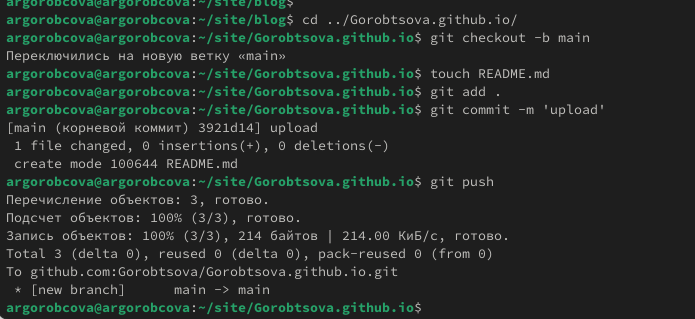 argorobcova@argorobcova:~/site/blog$
argorobcova@argorobcova:~/site/blog$ cd ../Gorobtsova.github.io/
argorobcova@argorobcova:~/site/Gorobtsova.github.io$ git checkout -b main
Переключились на новую ветку «main»
argorobcova@argorobcova:~/site/Gorobtsova.github.io$ touch README.md
argorobcova@argorobcova:~/site/Gorobtsova.github.io$ git add .
argorobcova@argorobcova:~/site/Gorobtsova.github.io$ git commit -m 'upload'
[main (корневой коммит) 3921d14] upload
 1 file changed, 0 insertions(+), 0 deletions(-)
 create mode 100644 README.md
argorobcova@argorobcova:~/site/Gorobtsova.github.io$ git push
Перечисление объектов: 3, готово.
Подсчет объектов: 100% (3/3), готово.
Запись объектов: 100% (3/3), 214 байтов | 214.00 КиБ/с, готово.
Total 3 (delta 0), reused 0 (delta 0), pack-reused 0 (from 0)
To github.com:Gorobtsova/Gorobtsova.github.io.git
 * [new branch]      main -> main
argorobcova@argorobcova:~/site/Gorobtsova.github.io$